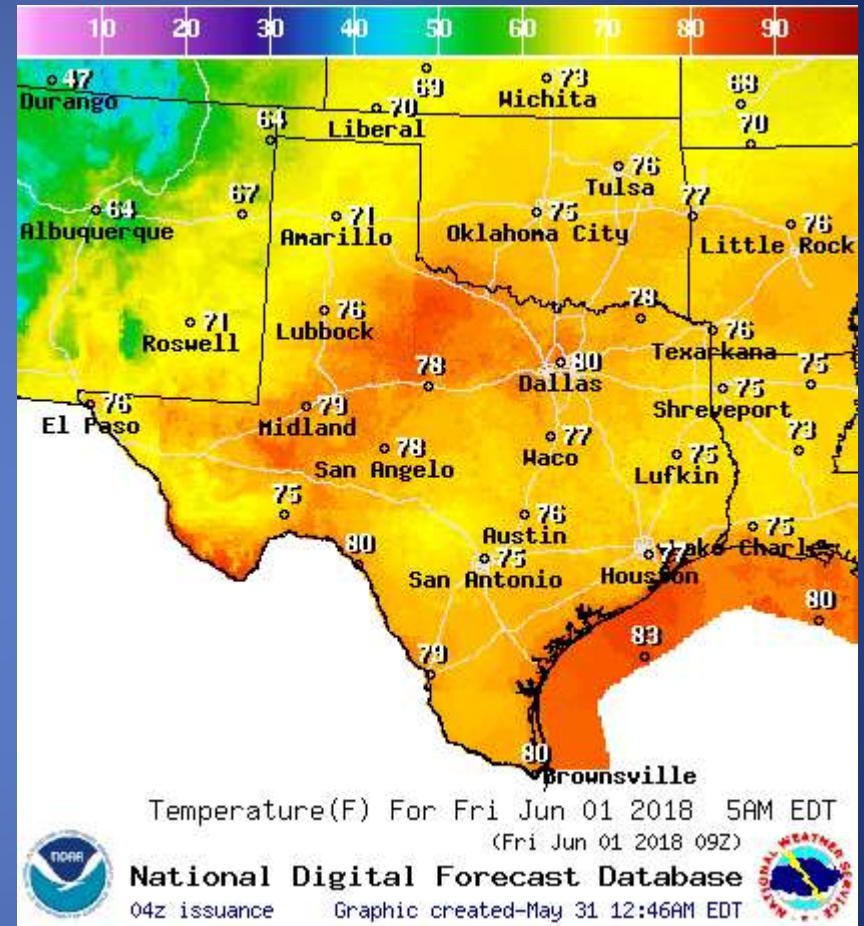 10 20 30 40 50 60 70 80 90
47 69 73 68
Durango Wichita
70
Liberal
64 70
76
Tulsa
64 67 71 75 77 76
Albuquerque Amarillo Oklahoma City Little Rock
71 76 78 76
Roswell Lubbock Texarkana
78 80 75 75
Dallas Shreveport
76 79
El Paso Midland
78 77 75 73
San Angelo Waco Lufkin
75 76 75
Austin Lake Charles
80 75 77
San Antonio Houston
80
83
79
80
Brownsville
Temperature(F) For Fri Jun 01 2018 5AM EDT
(Fri Jun 01 2018 09Z)
NOAA
NATIONAL WEATHER SERVICE
National Digital Forecast Database
04z issuance Graphic created-May 31 12:46AM EDT